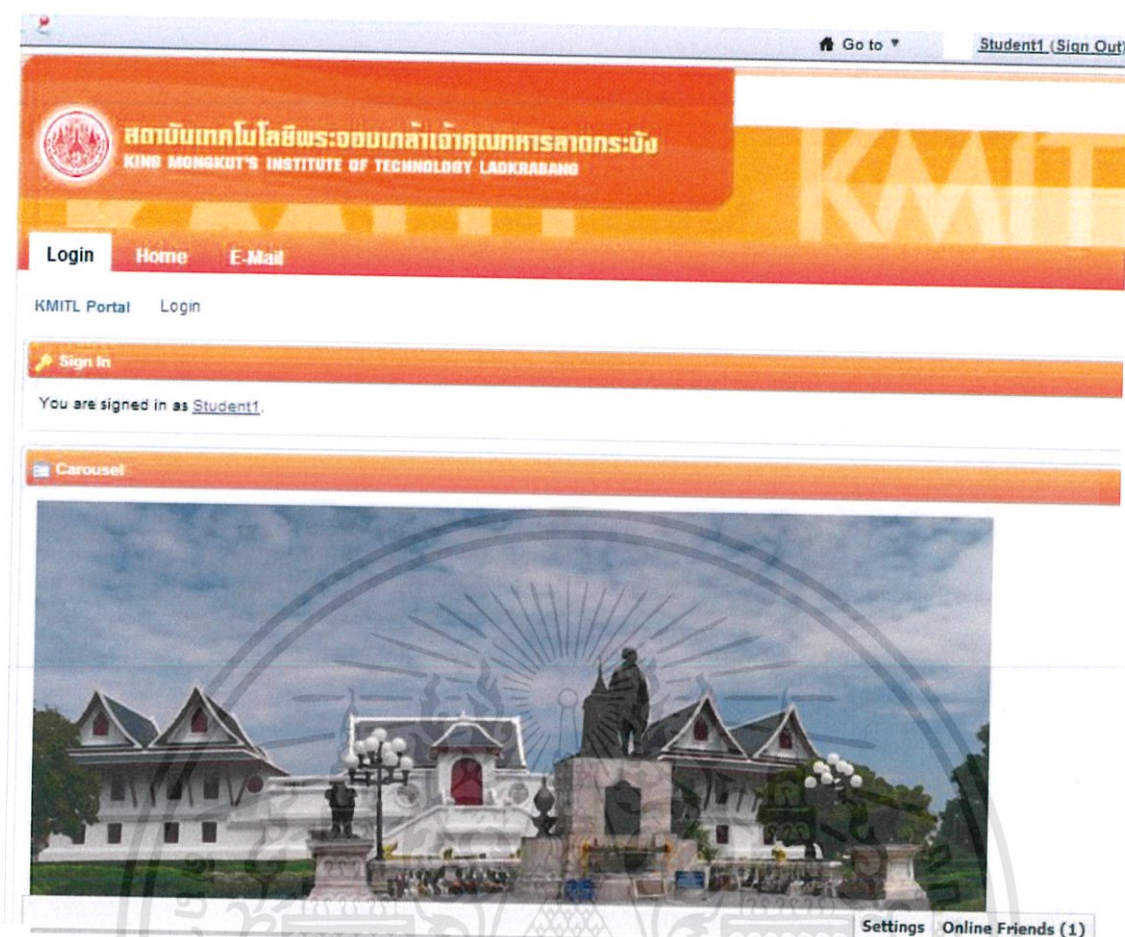 Go to
Student1 (Sign Out)
สถาบันเทคโนโลยีพระจอมเกล้าเจ้าคุณทหารลาดกระบัง
KING MONGKUT'S INSTITUTE OF TECHNOLOGY LADKRABANG
KMIT
Login Home E-Mail
KMITL Portal Login
Sign In
You are signed in as Student1.
Carousel
Settings Online Friends (1)